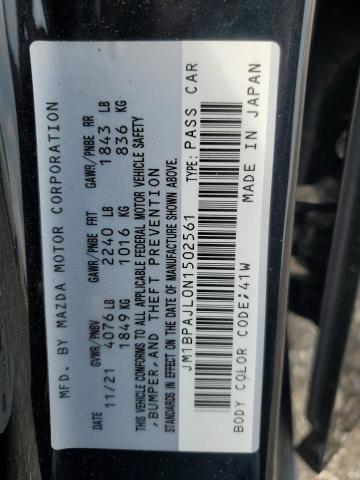 MFD. BY MAZDA MOTOR CORPORATION
GVWR/PNBV GAWR/PNBE FRT GAWR/PNBE RR
11/21 4076 LB 2240 LB 1843 LB
1849 KG 1016 KG 836 KG
THIS VEHICLE CONFORMS TO ALL APPLICABLE FEDERAL MOTOR VEHICLE SAFETY
,BUMPER,AND THEFT PREVENTION
STANDARDS IN EFFECT ON THE DATE OF MANUFACTURE SHOWN ABOVE.
JM1BPAJL0N1502561 TYPE: PASS CAR
BODY COLOR CODE;41W MADE IN JAPAN